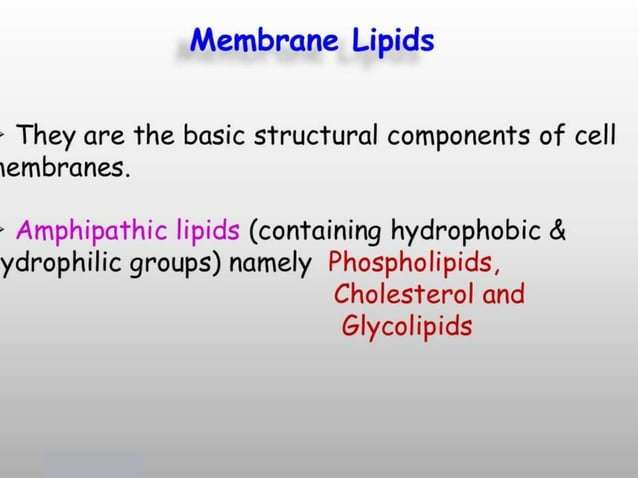 Membrane Lipids
They are the basic structural components of cell
membranes.
Amphipathic lipids (containing hydrophobic &
ydrophilic groups) namely Phospholipids,
Cholesterol and
Glycolipids